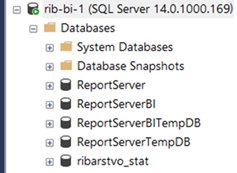 rib-bi-1 (SQL Server 14.0.1000.169)
Databases
System Databases
Database Snapshots
ReportServer
ReportServerBI
ReportServerBITempDB
ReportServerTempDB
ribarstvo_stat